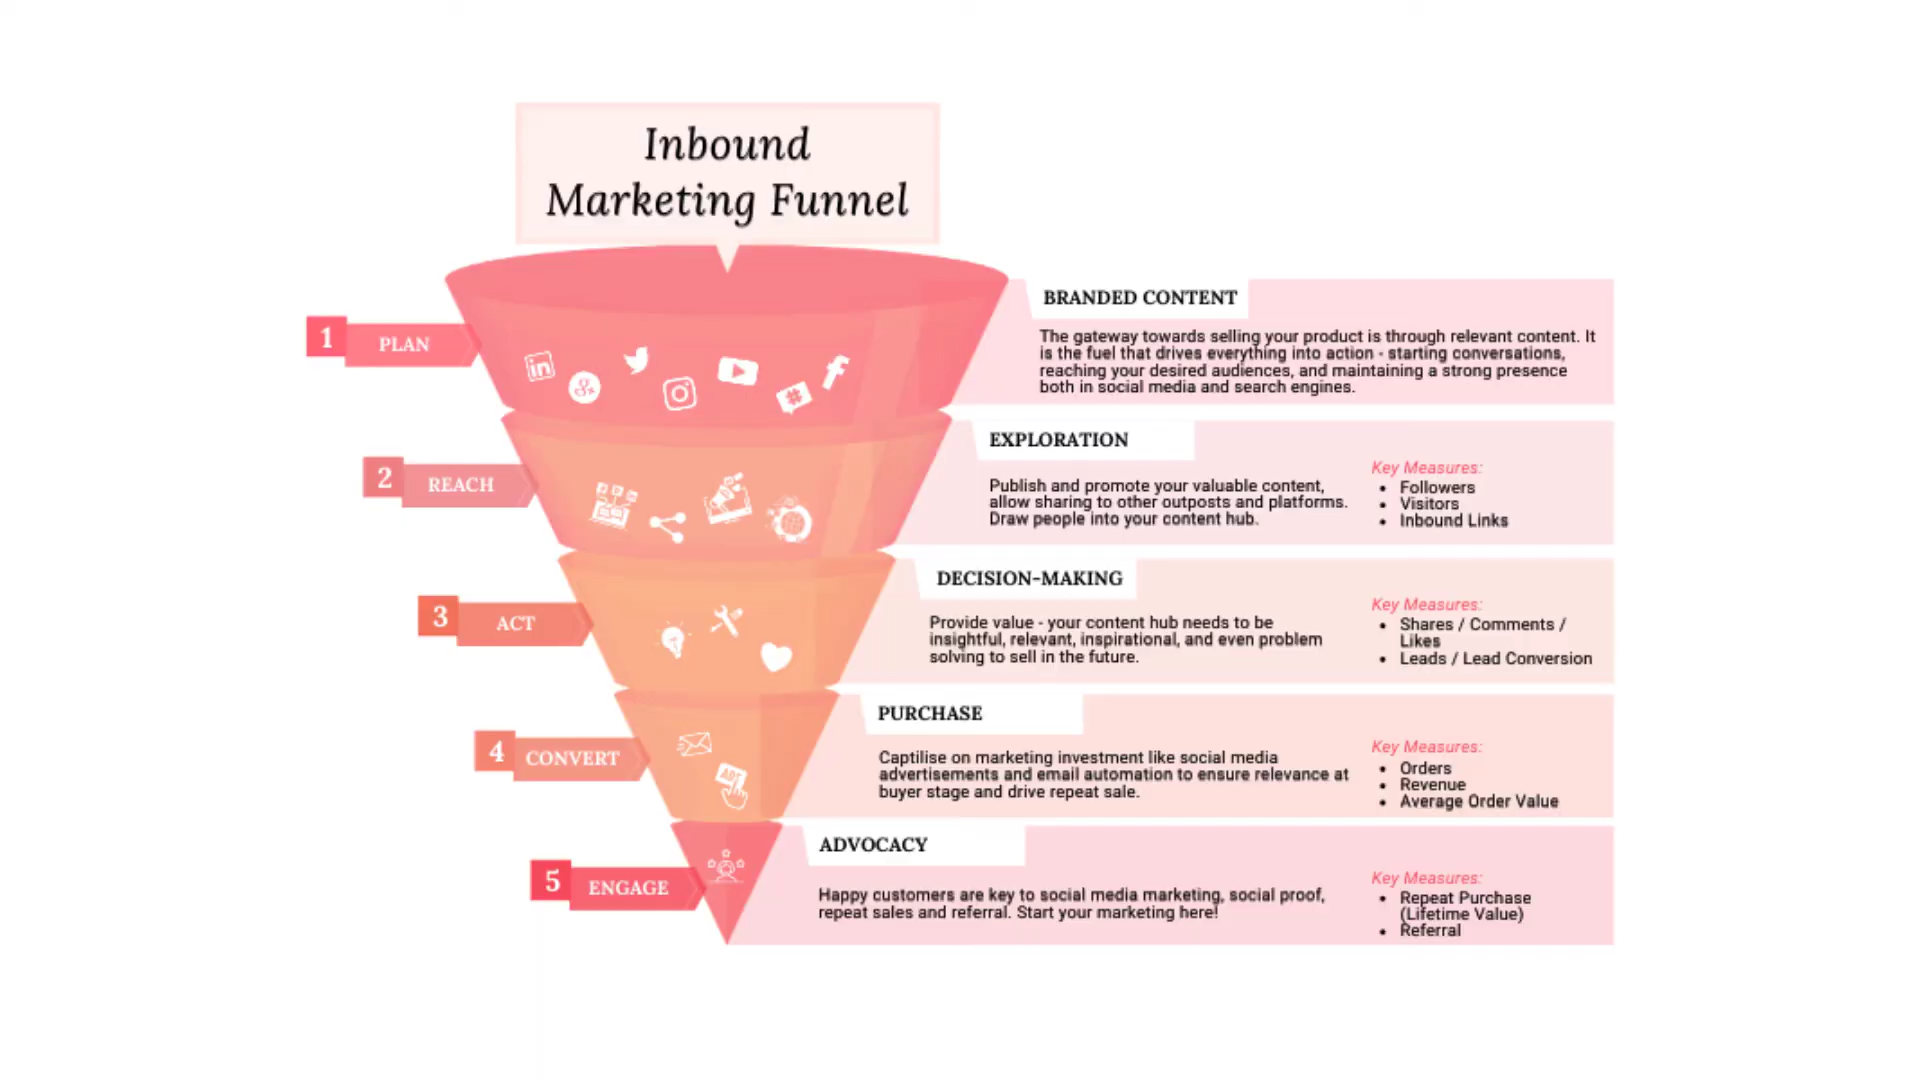 Inbound
Marketing Funnel
1
PLAN
BRANDED CONTENT
The gateway towards selling your product is through relevant content. It
is the fuel that drives everything into action - starting conversations,
reaching your desired audiences, and maintaining a strong presence
both in social media and search engines.
in
#
2
REACH
EXPLORATION
Publish and promote your valuable content,
allow sharing to other outposts and platforms.
Draw people into your content hub.
Key Measures:
• Followers
• Visitors
• Inbound Links
3
ACT
DECISION-MAKING
Provide value - your content hub needs to be
insightful, relevant, inspirational, and even problem
solving to sell in the future.
Key Measures:
• Shares / Comments /
Likes
• Leads / Lead Conversion
4
CONVERT
PURCHASE
Captilise on marketing investment like social media
advertisements and email automation to ensure relevance at
buyer stage and drive repeat sale.
Key Measures:
• Orders
• Revenue
• Average Order Value
5
ENGAGE
ADVOCACY
Happy customers are key to social media marketing, social proof,
repeat sales and referral. Start your marketing here!
Key Measures:
• Repeat Purchase
(Lifetime Value)
• Referral